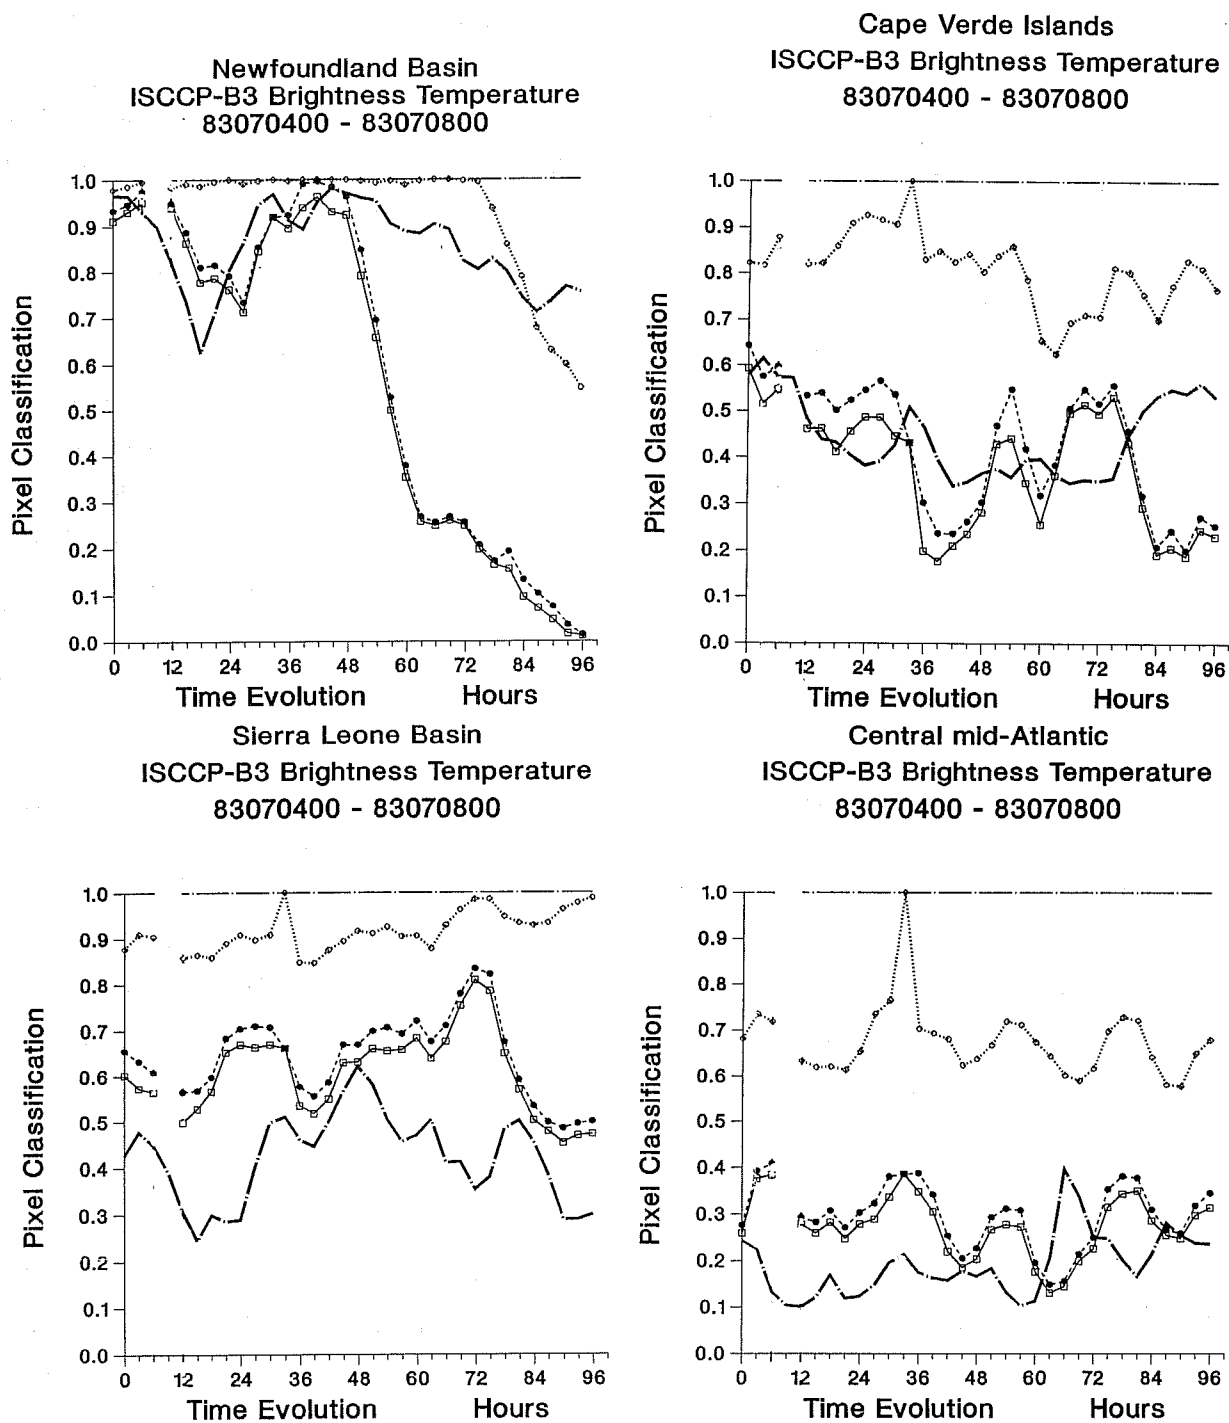 Newfoundland Basin
ISCCP-B3 Brightness Temperature
83070400 - 83070800
1.0
0.9
0.8
0.7
0.6
0.5
0.4
0.3
0.2
0.1
0.0
Pixel Classification
0 12 24 36 48 60 72 84 96
Time Evolution Hours
Cape Verde Islands
ISCCP-B3 Brightness Temperature
83070400 - 83070800
1.0
0.9
0.8
0.7
0.6
0.5
0.4
0.3
0.2
0.1
0.0
Pixel Classification
0 12 24 36 48 60 72 84 96
Time Evolution Hours
Sierra Leone Basin
ISCCP-B3 Brightness Temperature
83070400 - 83070800
1.0
0.9
0.8
0.7
0.6
0.5
0.4
0.3
0.2
0.1
0.0
Pixel Classification
0 12 24 36 48 60 72 84 96
Time Evolution Hours
Central mid-Atlantic
ISCCP-B3 Brightness Temperature
83070400 - 83070800
1.0
0.9
0.8
0.7
0.6
0.5
0.4
0.3
0.2
0.1
0.0
Pixel Classification
0 12 24 36 48 60 72 84 96
Time Evolution Hours